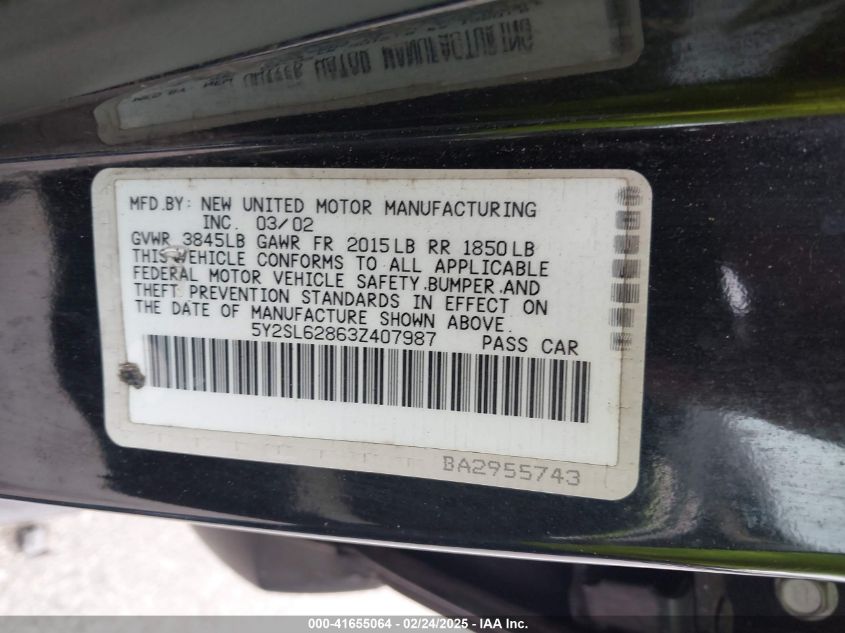 MFD.BY: NEW UNITED MOTOR MANUFACTURING
INC. 03/02
GVWR 3845LB GAWR FR 2015LB RR 1850LB
THIS VEHICLE CONFORMS TO ALL APPLICABLE
FEDERAL MOTOR VEHICLE SAFETY.BUMPER.AND
THEFT PREVENTION STANDARDS IN EFFECT ON
THE DATE OF MANUFACTURE SHOWN ABOVE.
5Y2SL62863Z407987 PASS CAR
BA2955743
000-41655064 - 02/24/2025 - IAA Inc.